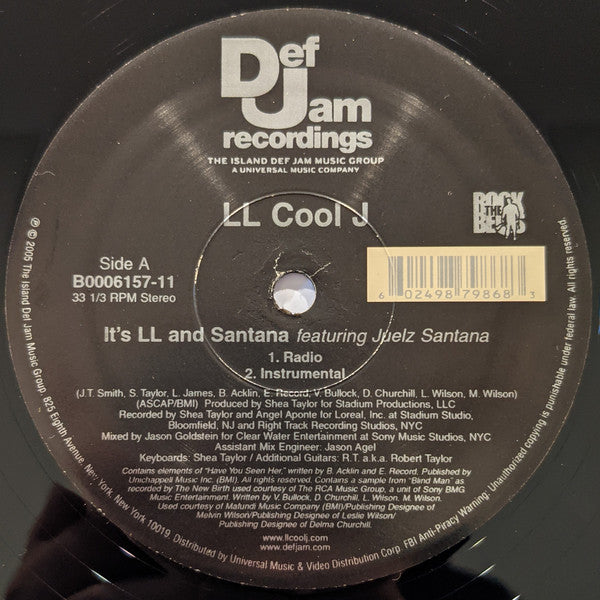 Def
Jam
recordings
THE ISLAND DEF JAM MUSIC GROUP
A UNIVERSAL MUSIC COMPANY
LL Cool J
ROCK
THE
BELLS
Side A
B0006157-11
33 1/3 RPM Stereo
6 02498 79868 3
It's LL and Santana featuring Juelz Santana
1. Radio
2. Instrumental
(J.T. Smith, S. Taylor, L. James, B. Acklin, E. Record, V. Bullock, D. Churchill, L. Wilson, M. Wilson)
(ASCAP/BMI) Produced by Shea Taylor for Stadium Productions, LLC
Recorded by Shea Taylor and Angel Aponte for Loreal, Inc. at Stadium Studio,
Bloomfield, NJ and Right Track Recording Studios, NYC
Mixed by Jason Goldstein for Clear Water Entertainment at Sony Music Studios, NYC
Assistant Mix Engineer: Jason Agel
Keyboards: Shea Taylor / Additional Guitars: R.T. a.k.a. Robert Taylor
Contains elements of "Have You Seen Her," written by B. Acklin and E. Record. Published by
Unichappell Music Inc. (BMI). All rights reserved. Contains a sample from "Blind Man" as
recorded by The New Birth used courtesy of The RCA Music Group, a unit of Sony BMG
Music Entertainment. Written by V. Bullock, D. Churchill, L. Wilson, M. Wilson.
Used courtesy of Mafundi Music Company (BMI)/Publishing Designee of
Melvin Wilson/Publishing Designee of Leslie Wilson/
Publishing Designee of Delma Churchill.
www.llcoolj.com
www.defjam.com
℗ © 2005 The Island Def Jam Music Group, 825 Eighth Avenue, New York, New York 10019. Distributed by Universal Music & Video Distribution Corp. FBI Anti-Piracy Warning: Unauthorized copying is punishable under federal law. All rights reserved.